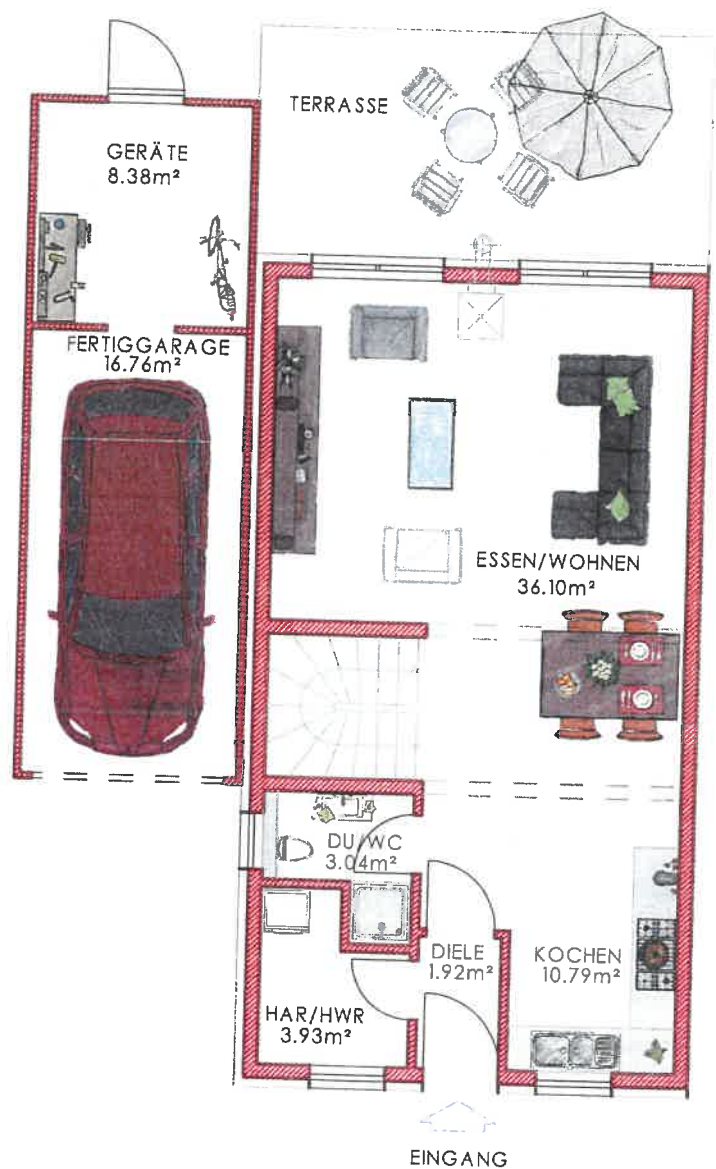 TERRASSE
GERÄTE
8.38m²
FERTIGGARAGE
16.76m²
ESSEN/WOHNEN
36.10m²
DU/WC
3.04m²
DIELE
1.92m²
KOCHEN
10.79m²
HAR/HWR
3.93m²
EINGANG